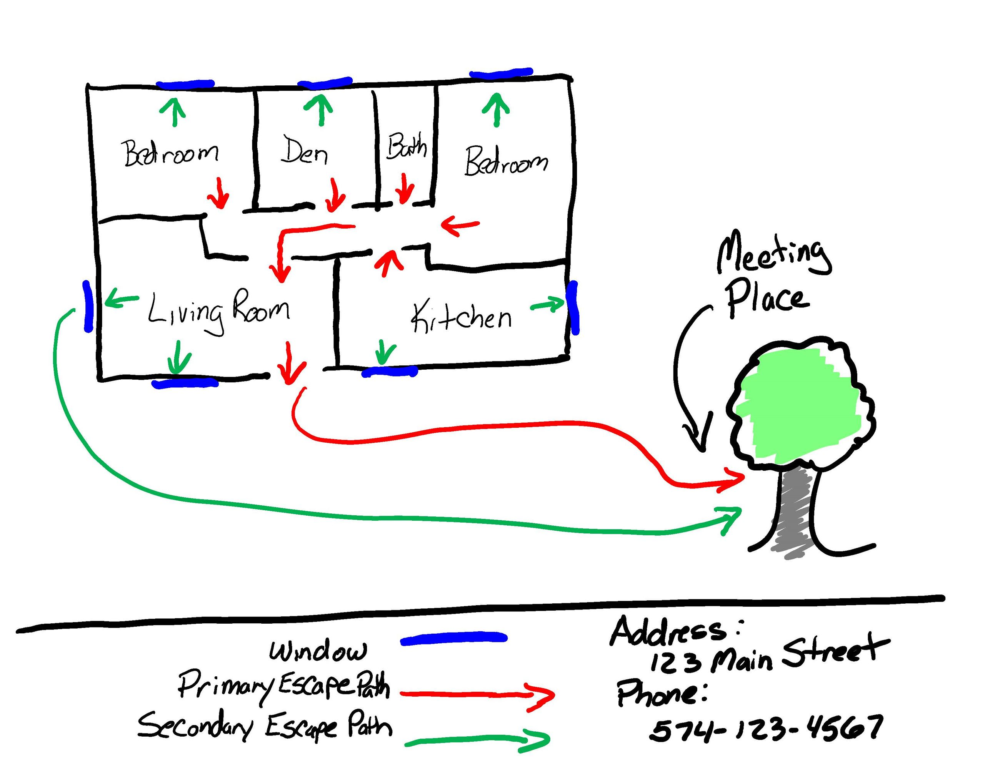 Bedroom
Den
Bath
Bedroom
Living Room
Kitchen
Meeting
Place
Window
Primary Escape Path
Secondary Escape Path
Address:
123 Main Street
Phone:
574-123-4567